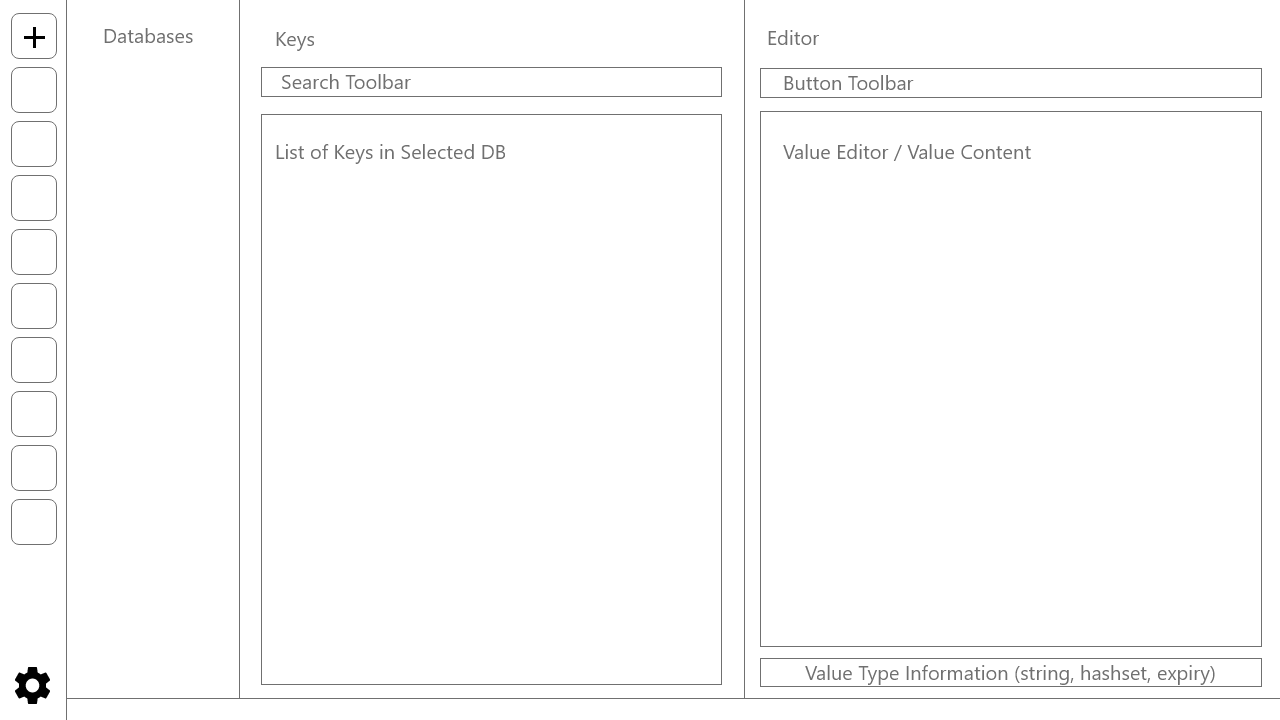 Databases
Keys
Search Toolbar
List of Keys in Selected DB
Editor
Button Toolbar
Value Editor / Value Content
Value Type Information (string, hashset, expiry)